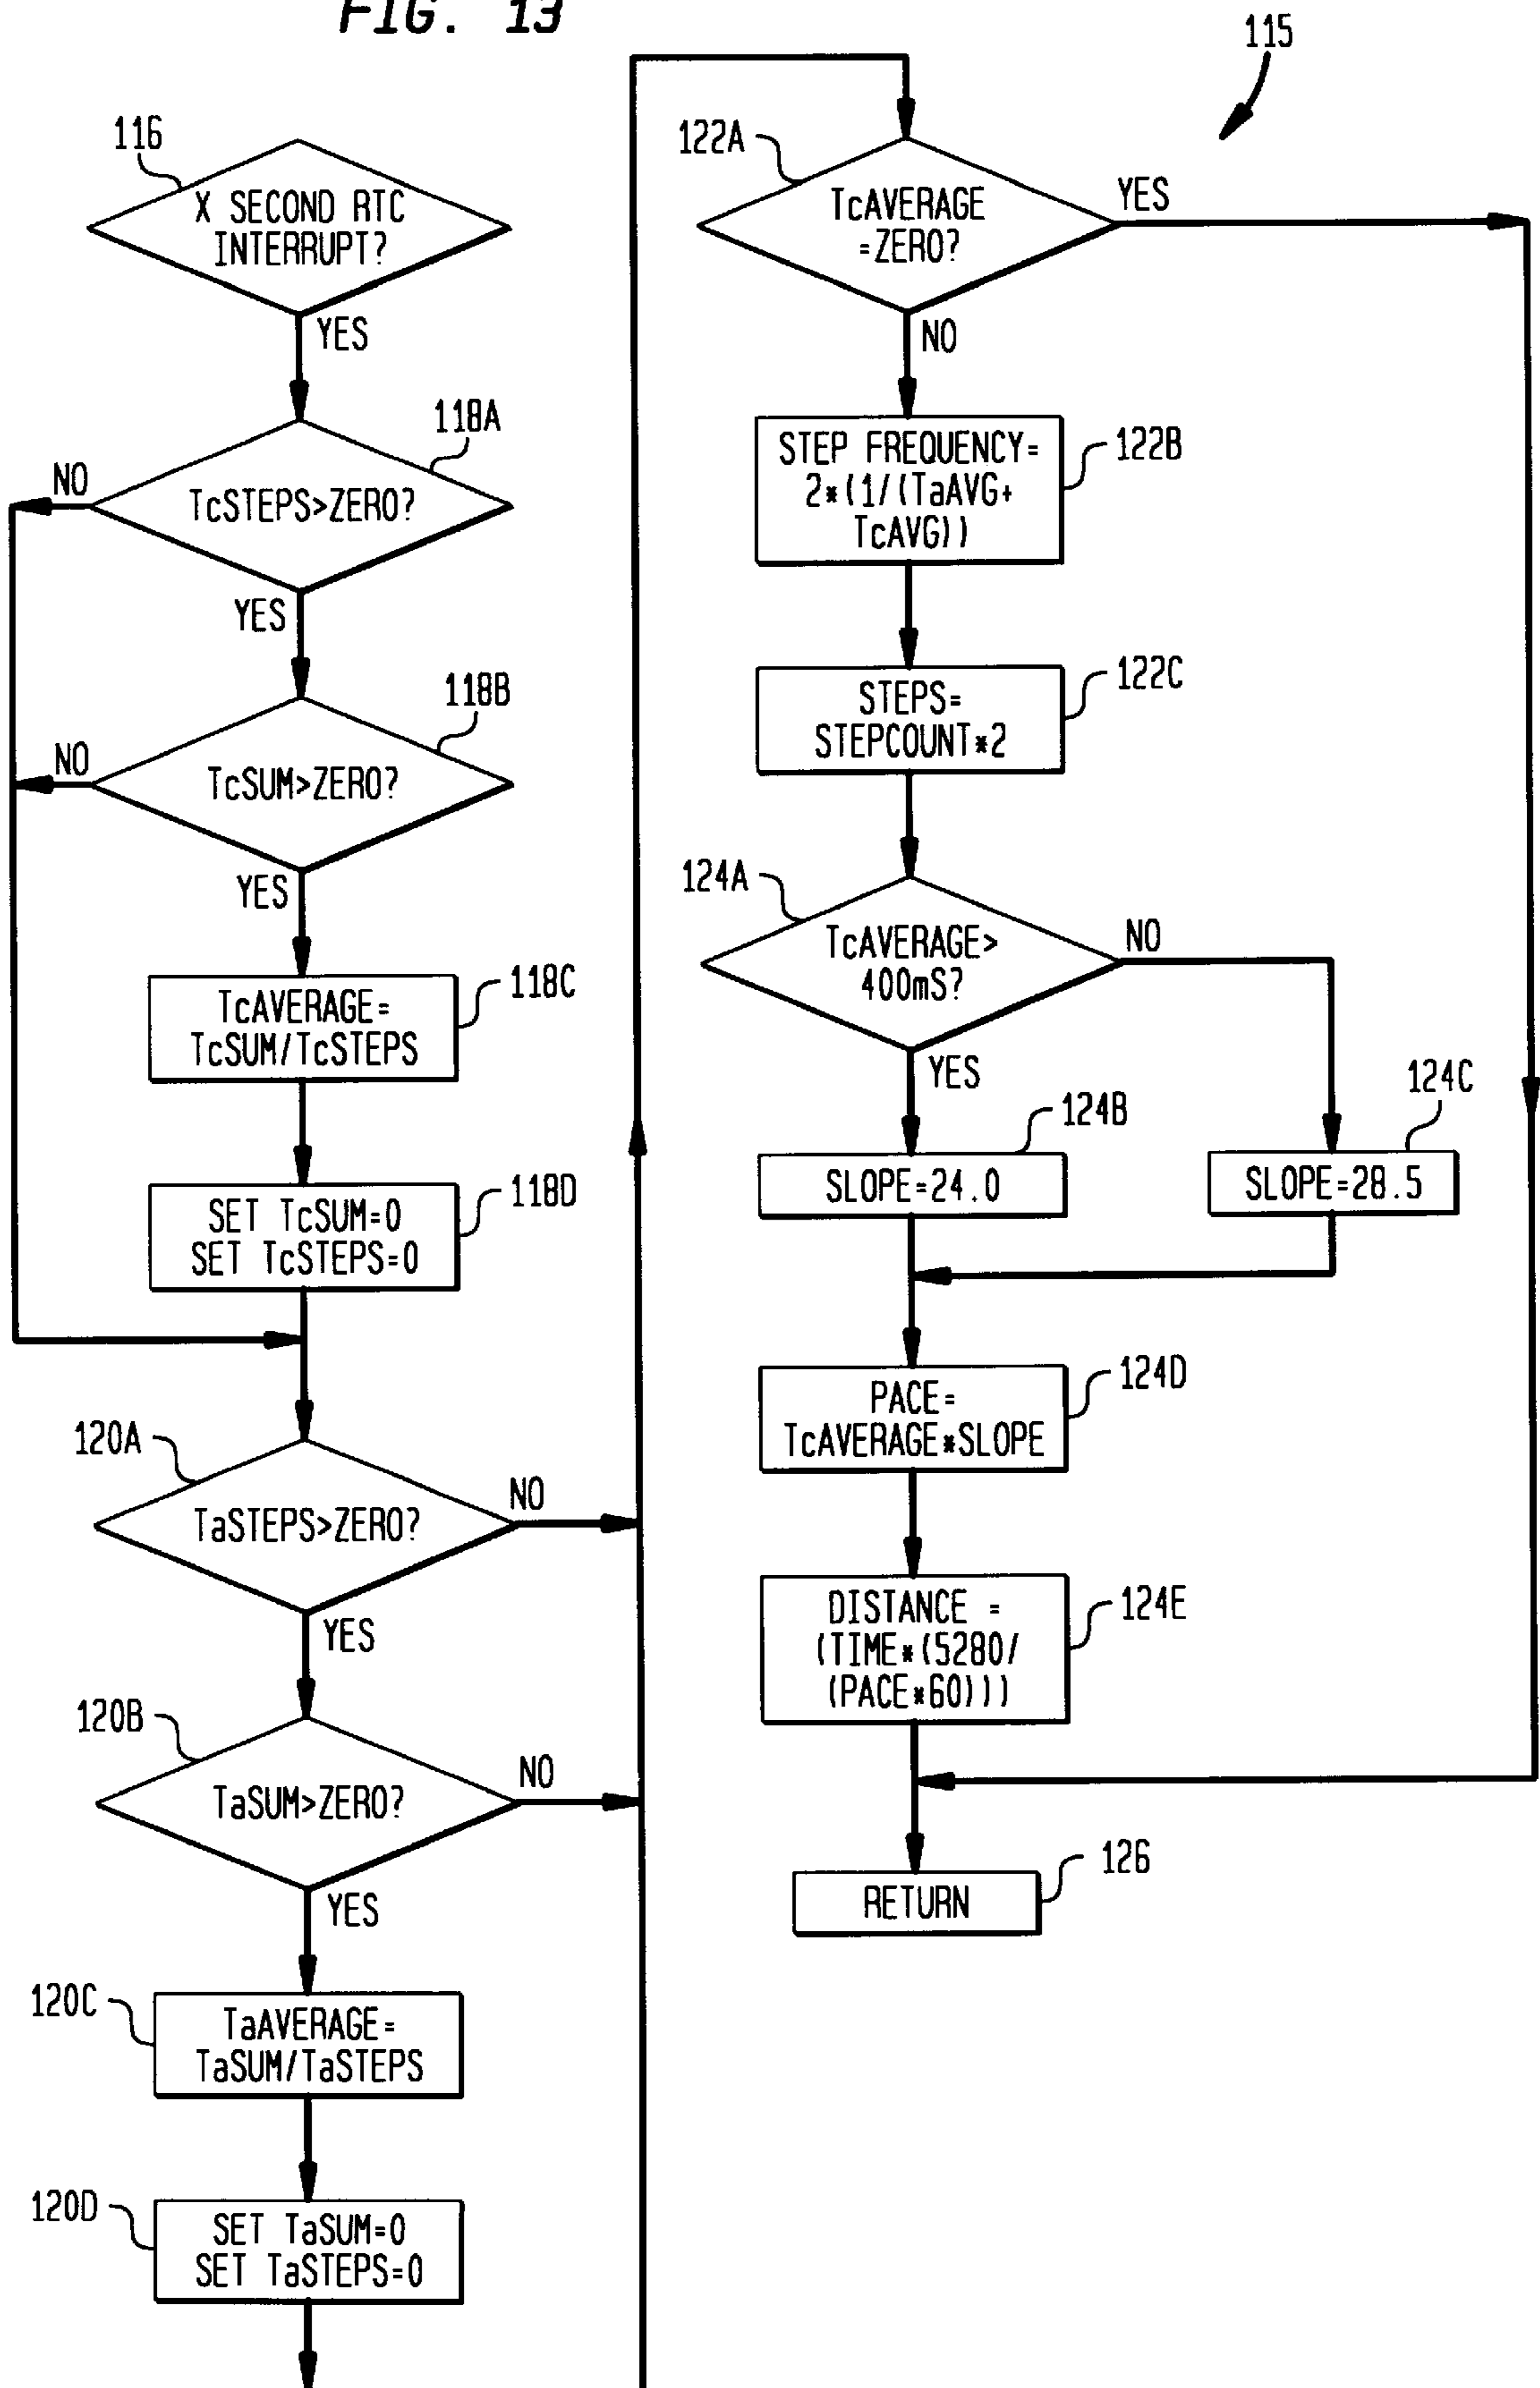 FIG. 13
115
116
X SECOND RTC
INTERRUPT?
YES
118A
NO
TcSTEPS>ZERO?
YES
118B
NO
TcSUM>ZERO?
YES
118C
TcAVERAGE=
TcSUM/TcSTEPS
118D
SET TcSUM=0
SET TcSTEPS=0
120A
TaSTEPS>ZERO?
NO
YES
120B
TaSUM>ZERO?
NO
YES
120C
TaAVERAGE=
TaSUM/TaSTEPS
120D
SET TaSUM=0
SET TaSTEPS=0
122A
TcAVERAGE
=ZERO?
YES
NO
STEP FREQUENCY=
2*(1/(TaAVG+
TcAVG))
122B
STEPS=
STEPCOUNT*2
122C
124A
TcAVERAGE>
400mS?
NO
YES
124B
SLOPE=24.0
124C
SLOPE=28.5
124D
PACE=
TcAVERAGE*SLOPE
124E
DISTANCE =
(TIME*(5280/
(PACE*60)))
126
RETURN